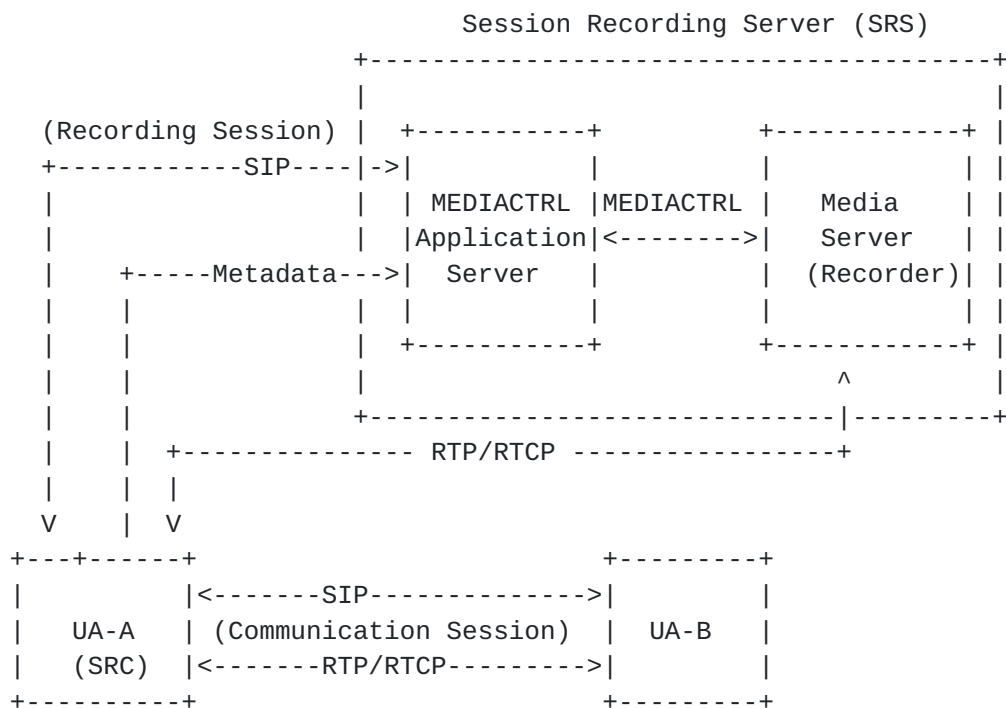 Session Recording Server (SRS)
+----------------------------------------+
|                                        |
(Recording Session) |  +-----------+          +------------+ |
+------------SIP----|->|           |          |            | |
|                   |  | MEDIACTRL |MEDIACTRL |   Media    | |
|                   |  |Application|<-------->|   Server   | |
|    +-----Metadata--->|  Server   |          |  (Recorder)| |
|    |              |  |           |          |            | |
|    |              |  +-----------+          +------------+ |
|    |              |                              ^         |
|    |              +------------------------------|---------+
|    |  +--------------- RTP/RTCP -----------------+
|    |  |
V    |  V
+---+------+                          +---------+
|          |<-------SIP-------------->|         |
|   UA-A   | (Communication Session)  |  UA-B   |
|   (SRC)  |<-------RTP/RTCP--------->|         |
+----------+                          +---------+